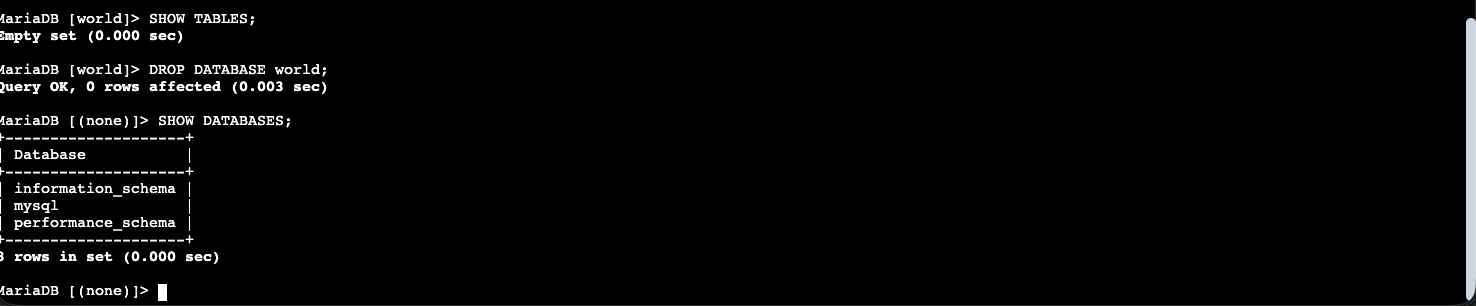 MariaDB [world]> SHOW TABLES;
Empty set (0.000 sec)
MariaDB [world]> DROP DATABASE world;
Query OK, 0 rows affected (0.003 sec)
MariaDB [(none)]> SHOW DATABASES;
+--------------------+
| Database           |
+--------------------+
| information_schema |
| mysql              |
| performance_schema |
+--------------------+
3 rows in set (0.000 sec)
MariaDB [(none)]>